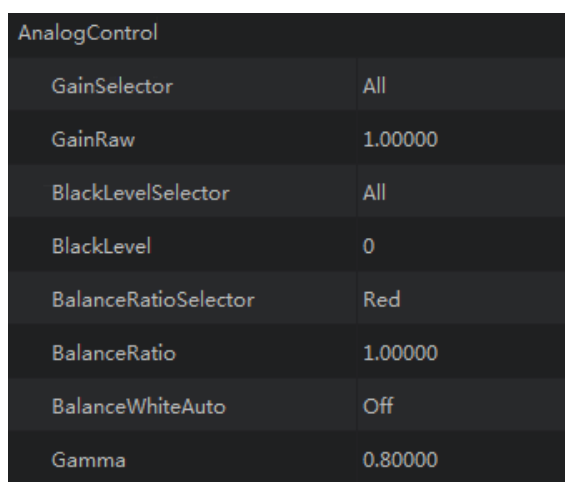 AnalogControl
GainSelector All
GainRaw 1.00000
BlackLevelSelector All
BlackLevel 0
BalanceRatioSelector Red
BalanceRatio 1.00000
BalanceWhiteAuto Off
Gamma 0.80000